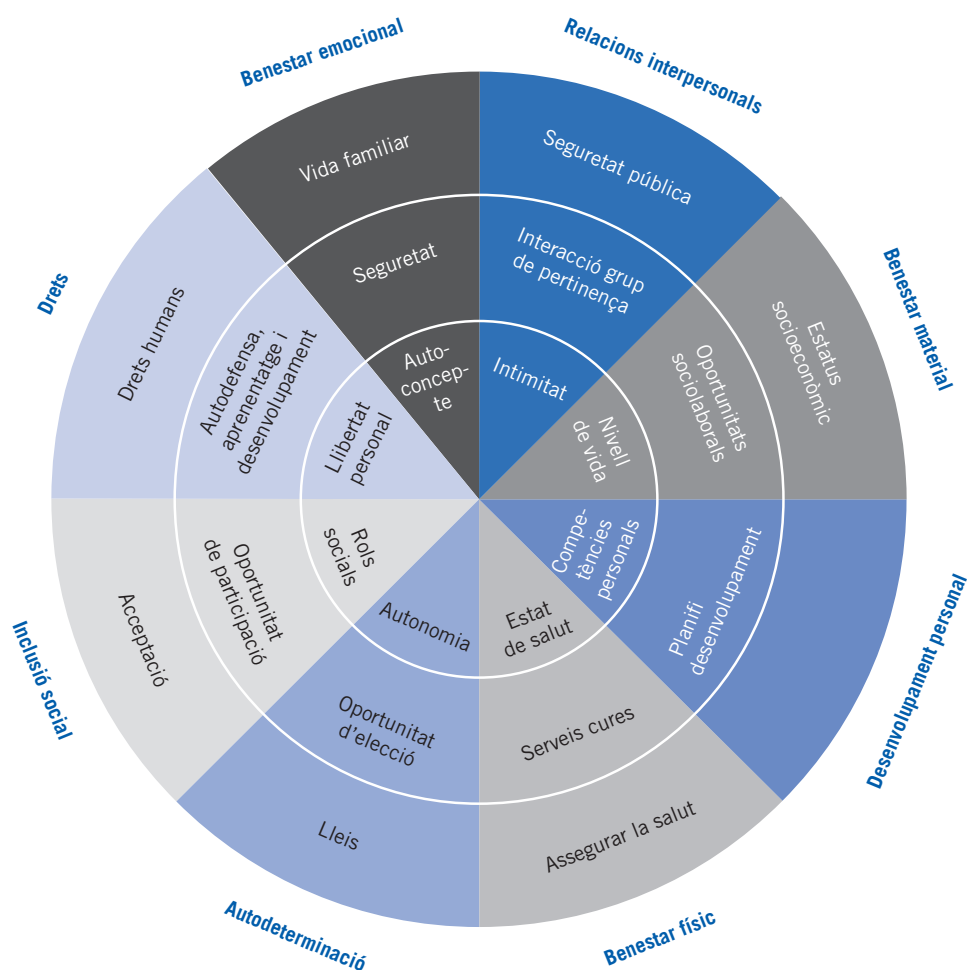 Benestar emocional
Vida familiar
Seguretat
Auto-
concep-
te
Relacions interpersonals
Seguretat pública
Interacció grup
de pertinença
Intimitat
Benestar material
Estatus
socioeconòmic
Oportunitats
sociolaborals
Nivell
de vida
Desenvolupament personal
Planifi
desenvolupament
Compe-
tències
personals
Benestar físic
Assegurar la salut
Serveis cures
Estat
de salut
Autodeterminació
Lleis
Oportunitat
d'elecció
Autonomia
Inclusió social
Acceptació
Oportunitat
de participació
Rols
socials
Drets
Drets humans
Autodefensa,
aprenentatge i
desenvolupament
Llibertat
personal